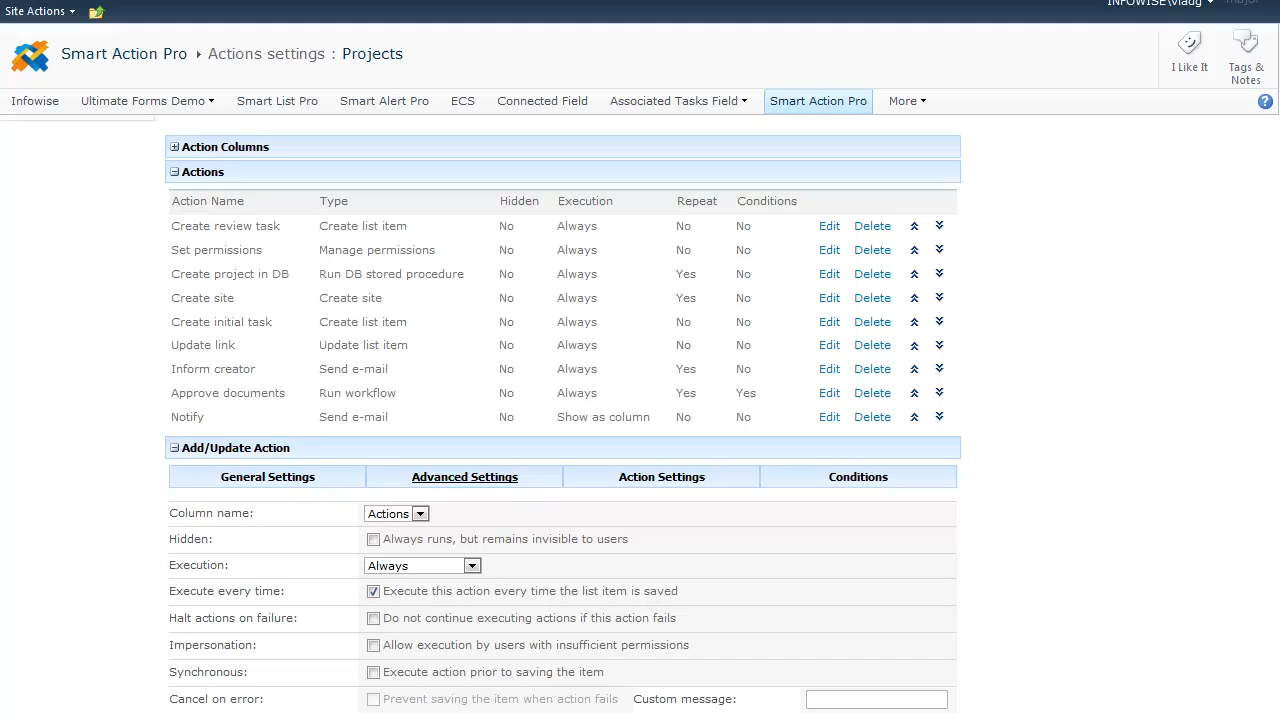 Site Actions
INFOWISE\vladg
Smart Action Pro Actions settings : Projects
I Like It
Tags & Notes
Infowise Ultimate Forms Demo Smart List Pro Smart Alert Pro ECS Connected Field Associated Tasks Field Smart Action Pro More
Action Columns
Actions
Action Name Type Hidden Execution Repeat Conditions
Create review task Create list item No Always No No Edit Delete
Set permissions Manage permissions No Always No No Edit Delete
Create project in DB Run DB stored procedure No Always Yes No Edit Delete
Create site Create site No Always Yes No Edit Delete
Create initial task Create list item No Always No No Edit Delete
Update link Update list item No Always No No Edit Delete
Inform creator Send e-mail No Always Yes No Edit Delete
Approve documents Run workflow No Always Yes Yes Edit Delete
Notify Send e-mail No Show as column No No Edit Delete
Add/Update Action
General Settings Advanced Settings Action Settings Conditions
Column name: Actions
Hidden: Always runs, but remains invisible to users
Execution: Always
Execute every time: Execute this action every time the list item is saved
Halt actions on failure: Do not continue executing actions if this action fails
Impersonation: Allow execution by users with insufficient permissions
Synchronous: Execute action prior to saving the item
Cancel on error: Prevent saving the item when action fails Custom message: